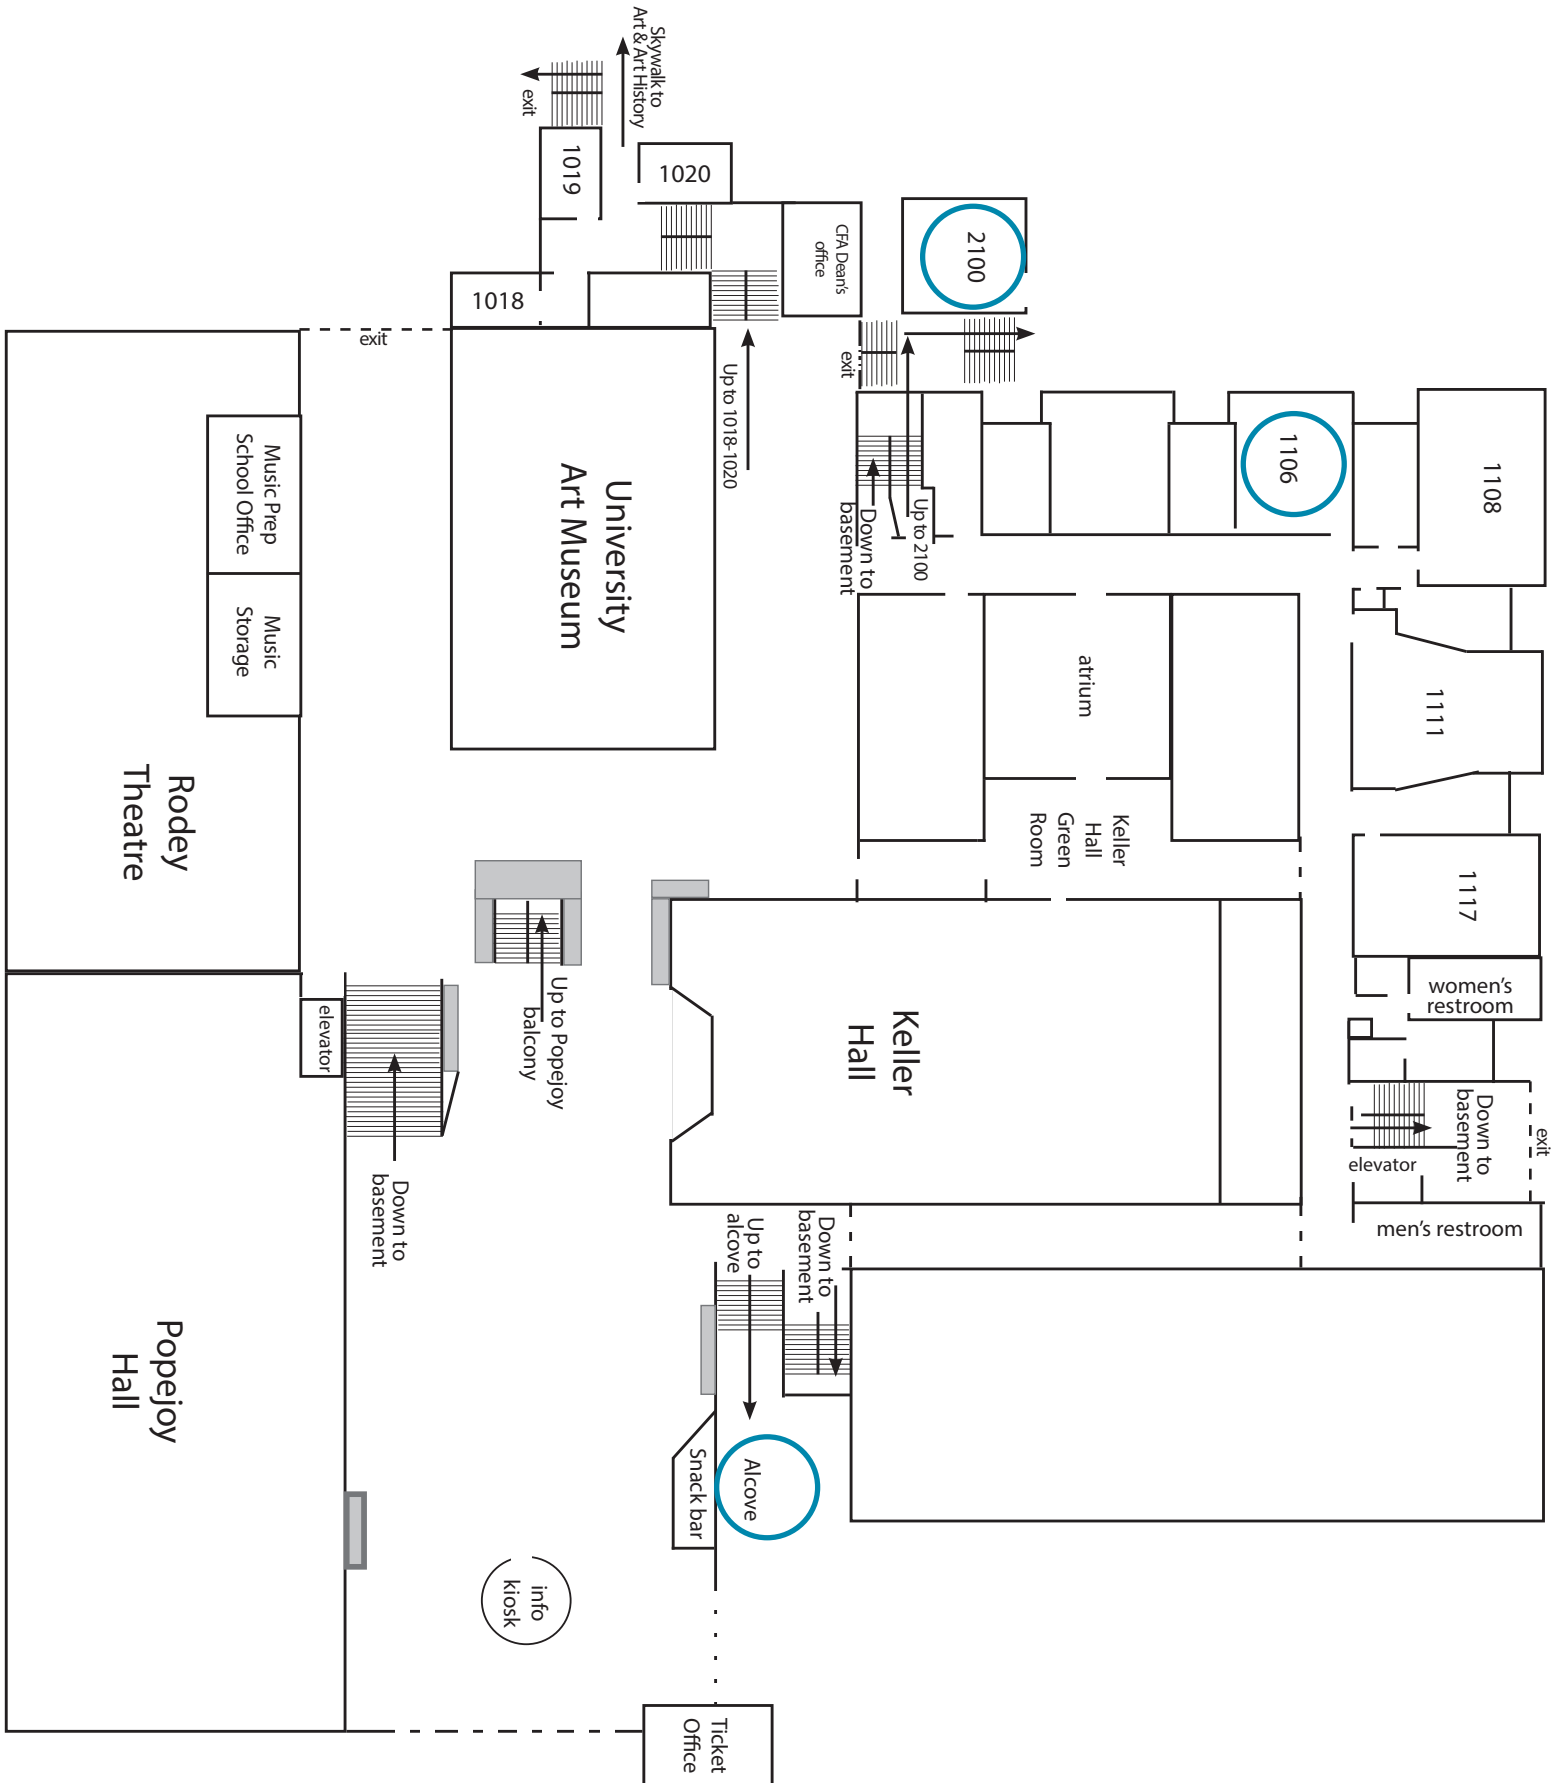 Skywalk to
Art & Art History
exit
1019
1020
CFA Dean's
office
2100
1018
exit
Up to 1018-1020
exit
Up to 2100
Down to
basement
1106
1108
Music Prep
School Office
Music
Storage
University
Art Museum
atrium
1111
Rodey
Theatre
Keller
Hall
Green
Room
1117
women's
restroom
elevator
Up to Popejoy
balcony
Keller
Hall
Down to
basement
exit
elevator
men's restroom
Down to
basement
Up to
alcove
Down to
basement
Popejoy
Hall
Snack bar
Alcove
info
kiosk
Ticket
Office